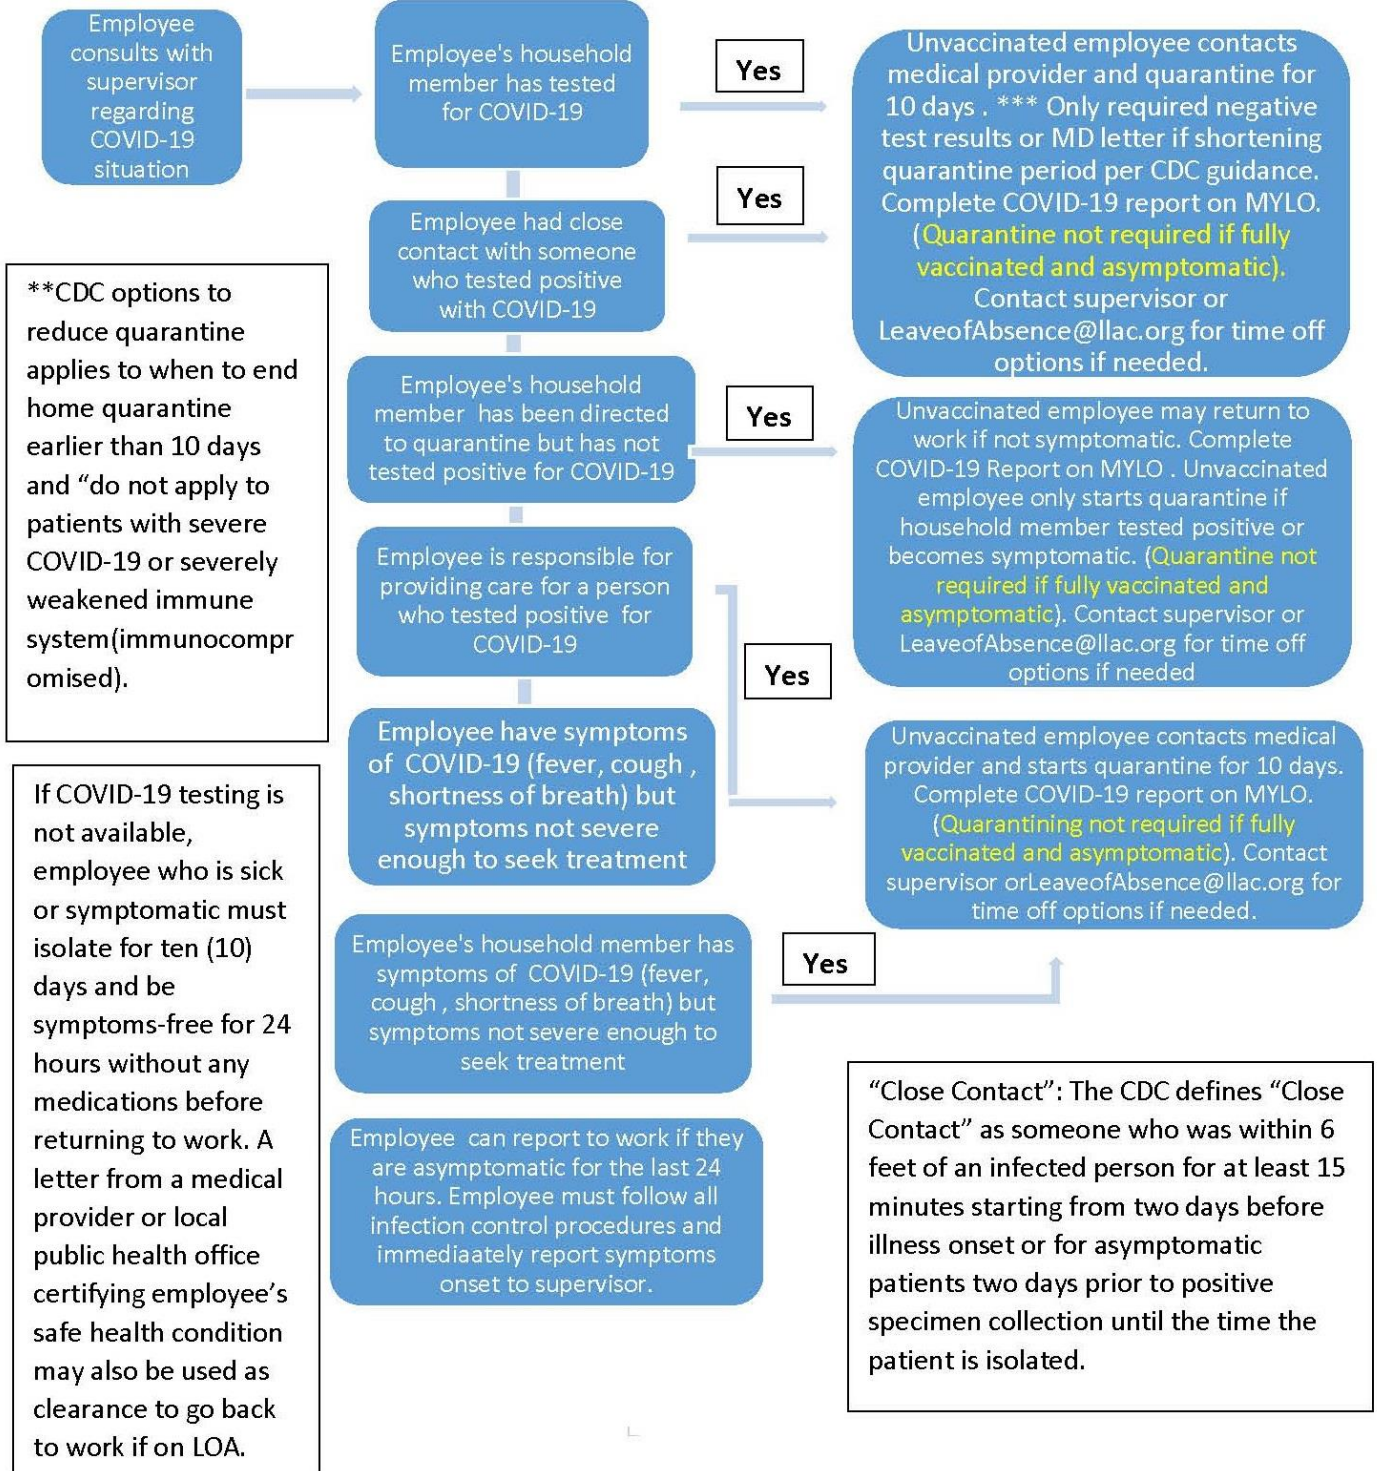 Employee
consults with
supervisor
regarding
COVID-19
situation
Employee's household
member has tested
for COVID-19
Yes
Unvaccinated employee contacts
medical provider and quarantine for
10 days . *** Only required negative
test results or MD letter if shortening
quarantine period per CDC guidance.
Complete COVID-19 report on MYLO.
(Quarantine not required if fully
vaccinated and asymptomatic).
Contact supervisor or
LeaveofAbsence@llac.org for time off
options if needed.
Employee had close
contact with someone
who tested positive
with COVID-19
Yes
**CDC options to
reduce quarantine
applies to when to end
home quarantine
earlier than 10 days
and “do not apply to
patients with severe
COVID-19 or severely
weakened immune
system(immunocompr
omised).
Employee's household
member has been directed
to quarantine but has not
tested positive for COVID-19
Yes
Unvaccinated employee may return to
work if not symptomatic. Complete
COVID-19 Report on MYLO . Unvaccinated
employee only starts quarantine if
household member tested positive or
becomes symptomatic. (Quarantine not
required if fully vaccinated and
asymptomatic). Contact supervisor or
LeaveofAbsence@llac.org for time off
options if needed
Employee is responsible for
providing care for a person
who tested positive for
COVID-19
Yes
Employee have symptoms
of COVID-19 (fever, cough ,
shortness of breath) but
symptoms not severe
enough to seek treatment
Unvaccinated employee contacts medical
provider and starts quarantine for 10 days.
Complete COVID-19 report on MYLO.
(Quarantining not required if fully
vaccinated and asymptomatic). Contact
supervisor orLeaveofAbsence@llac.org for
time off options if needed.
If COVID-19 testing is
not available,
employee who is sick
or symptomatic must
isolate for ten (10)
days and be
symptoms-free for 24
hours without any
medications before
returning to work. A
letter from a medical
provider or local
public health office
certifying employee’s
safe health condition
may also be used as
clearance to go back
to work if on LOA.
Employee's household member has
symptoms of COVID-19 (fever,
cough , shortness of breath) but
symptoms not severe enough to
seek treatment
Yes
Employee can report to work if they
are asymptomatic for the last 24
hours. Employee must follow all
infection control procedures and
immediaately report symptoms
onset to supervisor.
“Close Contact”: The CDC defines “Close
Contact” as someone who was within 6
feet of an infected person for at least 15
minutes starting from two days before
illness onset or for asymptomatic
patients two days prior to positive
specimen collection until the time the
patient is isolated.